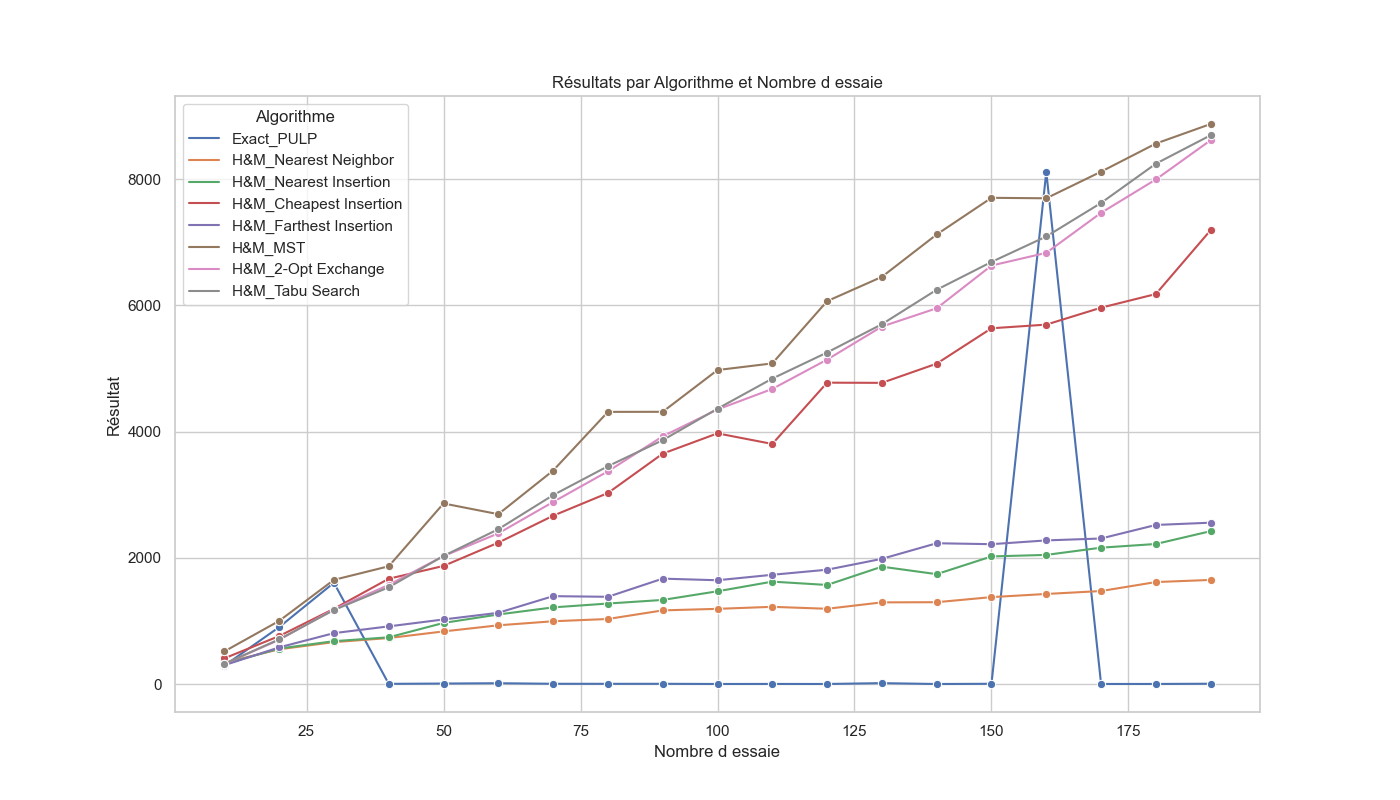 Résultats par Algorithme et Nombre d essaie
Algorithme
Exact_PULP
H&M_Nearest Neighbor
H&M_Nearest Insertion
H&M_Cheapest Insertion
H&M_Farthest Insertion
H&M_MST
H&M_2-Opt Exchange
H&M_Tabu Search
Résultat
8000
6000
4000
2000
0
25 50 75 100 125 150 175
Nombre d essaie